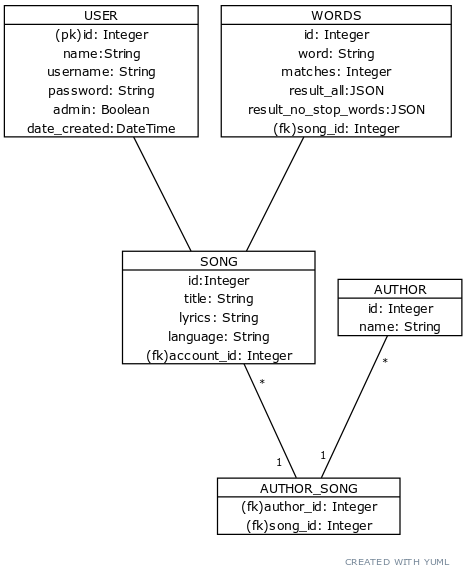 USER
(pk)id: Integer
name:String
username: String
password: String
admin: Boolean
date_created:DateTime
WORDS
id: Integer
word: String
matches: Integer
result_all:JSON
result_no_stop_words:JSON
(fk)song_id: Integer
SONG
id:Integer
title: String
lyrics: String
language: String
(fk)account_id: Integer
AUTHOR
id: Integer
name: String
*
*
1
1
AUTHOR_SONG
(fk)author_id: Integer
(fk)song_id: Integer
CREATED WITH YUML